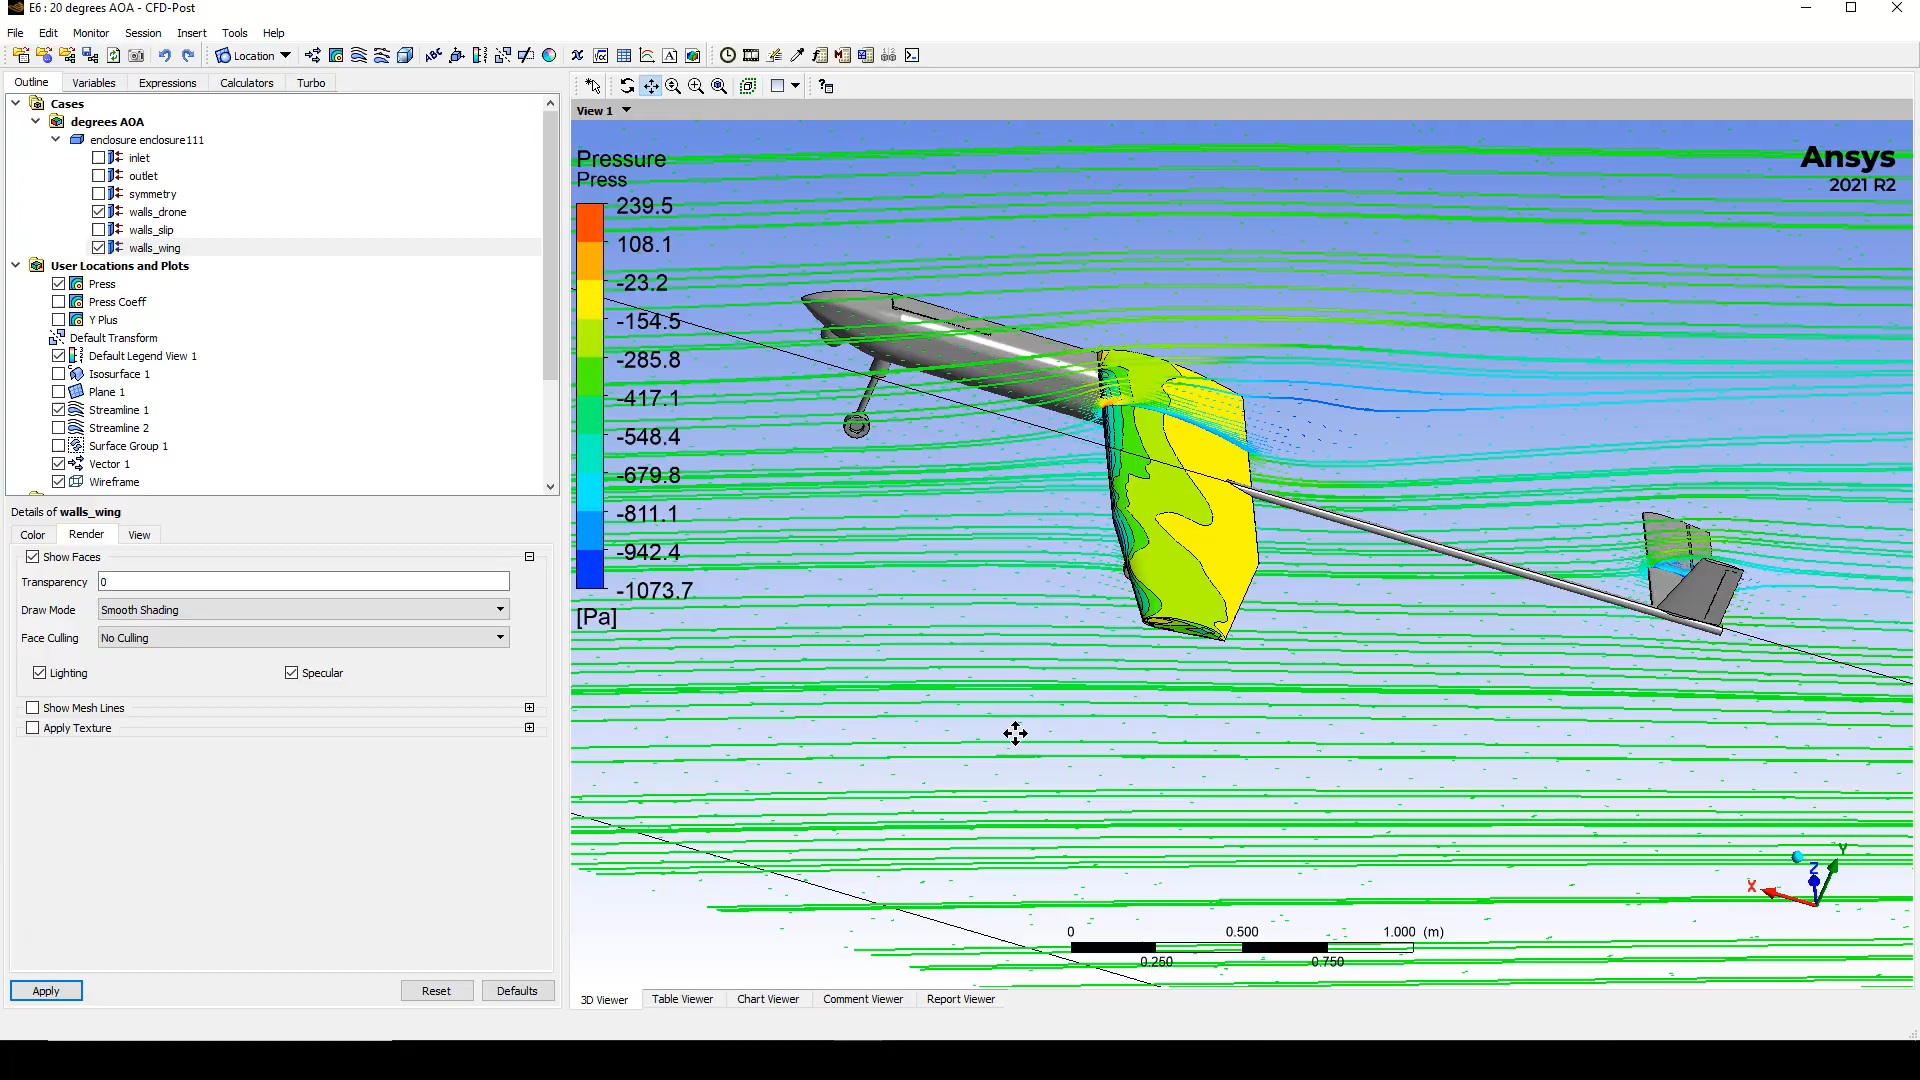 E6 : 20 degrees AOA - CFD-Post
File Edit Monitor Session Insert Tools Help
Location
Outline Variables Expressions Calculators Turbo
Cases
degrees AOA
enclosure enclosure111
inlet
outlet
symmetry
walls_drone
walls_slip
walls_wing
User Locations and Plots
Press
Press Coeff
Y Plus
Default Transform
Default Legend View 1
Isosurface 1
Plane 1
Streamline 1
Streamline 2
Surface Group 1
Vector 1
Wireframe
Details of walls_wing
Color Render View
Show Faces
Transparency 0
Draw Mode Smooth Shading
Face Culling No Culling
Lighting Specular
Show Mesh Lines
Apply Texture
Apply Reset Defaults
View 1
Pressure
Press
239.5
108.1
-23.2
-154.5
-285.8
-417.1
-548.4
-679.8
-811.1
-942.4
-1073.7
[Pa]
Ansys
2021 R2
X Z Y
0 0.500 1.000 (m)
0.250 0.750
3D Viewer Table Viewer Chart Viewer Comment Viewer Report Viewer